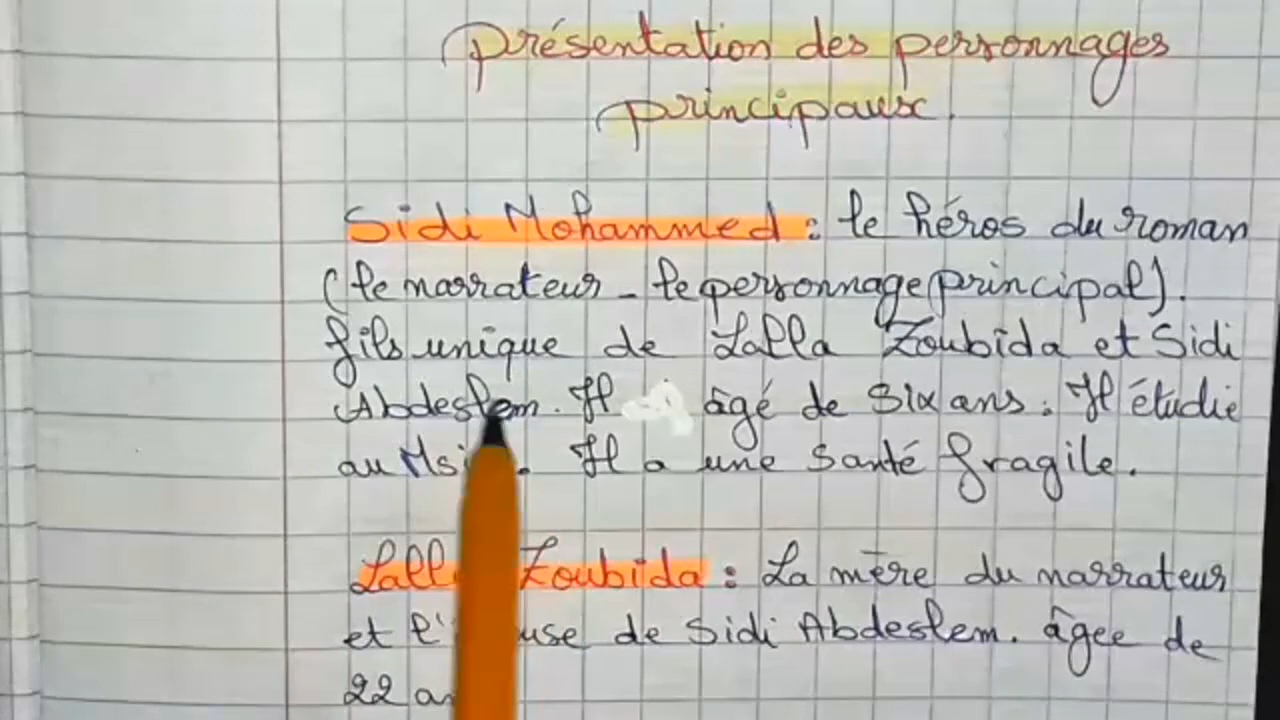 présentation des personnages
principaux.
Sidi Mohammed : le héros du roman
(le narrateur - le personnage principal).
fils unique de Lalla Zoubida et Sidi
Abdeslem. Il âgé de six ans. Il étudie
au . Il a une santé fragile.
Zoubida : La mère du narrateur
et de Sidi Abdeslem. âgée de
22